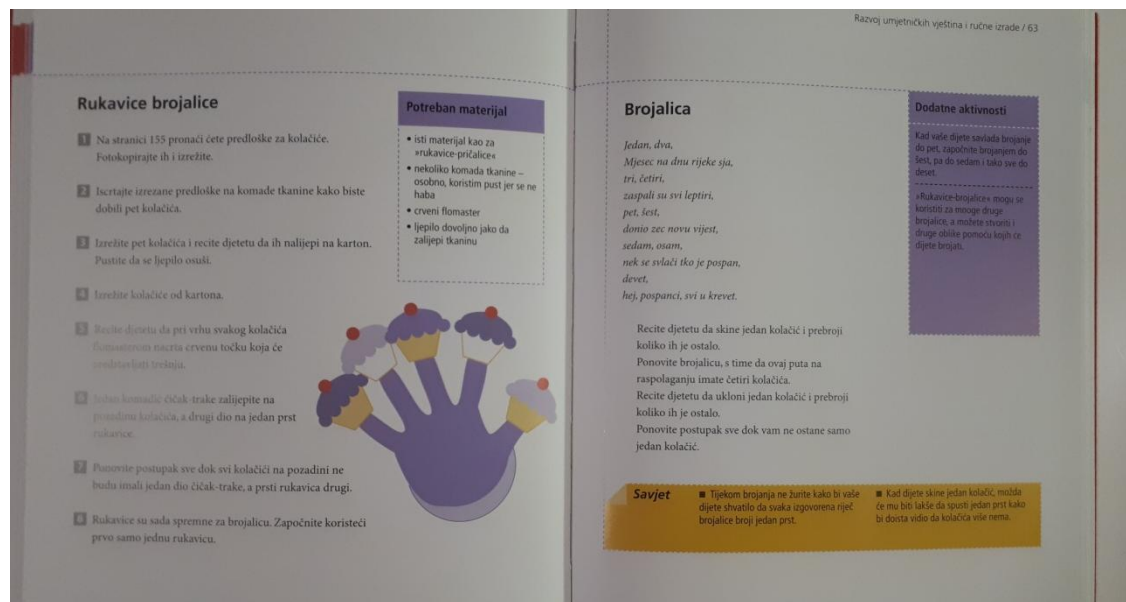 Rukavice brojalice
1 Na stranici 155 pronaći ćete predloške za kolačiće.
Fotokopirajte ih i izrežite.
2 Iscrtajte izrezane predloške na komade tkanine kako biste
dobili pet kolačića.
3 Izrežite pet kolačića i recite djetetu da ih nalijepi na karton.
Pustite da se ljepilo osuši.
4 Izrežite kolačiće od kartona.
5 Recite djetetu da pri vrhu svakog kolačića
flomasterom nacrta crvenu točku koja će
predstavljati trešnju.
6 Jedan komadić čičak-trake zalijepite na
pozadinu kolačića, a drugi dio na jedan prst
rukavice.
7 Ponovite postupak sve dok svi kolačići na pozadini ne
budu imali jedan dio čičak-trake, a prsti rukavica drugi.
8 Rukavice su sada spremne za brojalicu. Započnite koristeći
prvo samo jednu rukavicu.
Potreban materijal
• isti materijal kao za
»rukavice-pričalice«
• nekoliko komada tkanine –
osobno, koristim pust jer se ne
haba
• crveni flomaster
• ljepilo dovoljno jako da
zalijepi tkaninu
Razvoj umjetničkih vještina i ručne izrade / 63
Brojalica
Jedan, dva,
Mjesec na dnu rijeke sja,
tri, četiri,
zaspali su svi leptiri,
pet, šest,
donio zec novu vijest,
sedam, osam,
nek se svlači tko je pospan,
devet,
hej, pospanci, svi u krevet.
Recite djetetu da skine jedan kolačić i prebroji
koliko ih je ostalo.
Ponovite brojalicu, s time da ovaj puta na
raspolaganju imate četiri kolačića.
Recite djetetu da ukloni jedan kolačić i prebroji
koliko ih je ostalo.
Ponovite postupak sve dok vam ne ostane samo
jedan kolačić.
Dodatne aktivnosti
Kad vaše dijete savlada brojanje
do pet, započnite brojanjem do
šest, pa do sedam i tako sve do
deset.
»Rukavice-brojalice« mogu se
koristiti za mnoge druge
brojalice, a možete stvoriti i
druge oblike pomoću kojih će
dijete brojati.
Savjet
■ Tijekom brojanja ne žurite kako bi vaše
dijete shvatilo da svaka izgovorena riječ
brojalice broji jedan prst.
■ Kad dijete skine jedan kolačić, možda
će mu biti lakše da spusti jedan prst kako
bi doista vidio da kolačića više nema.